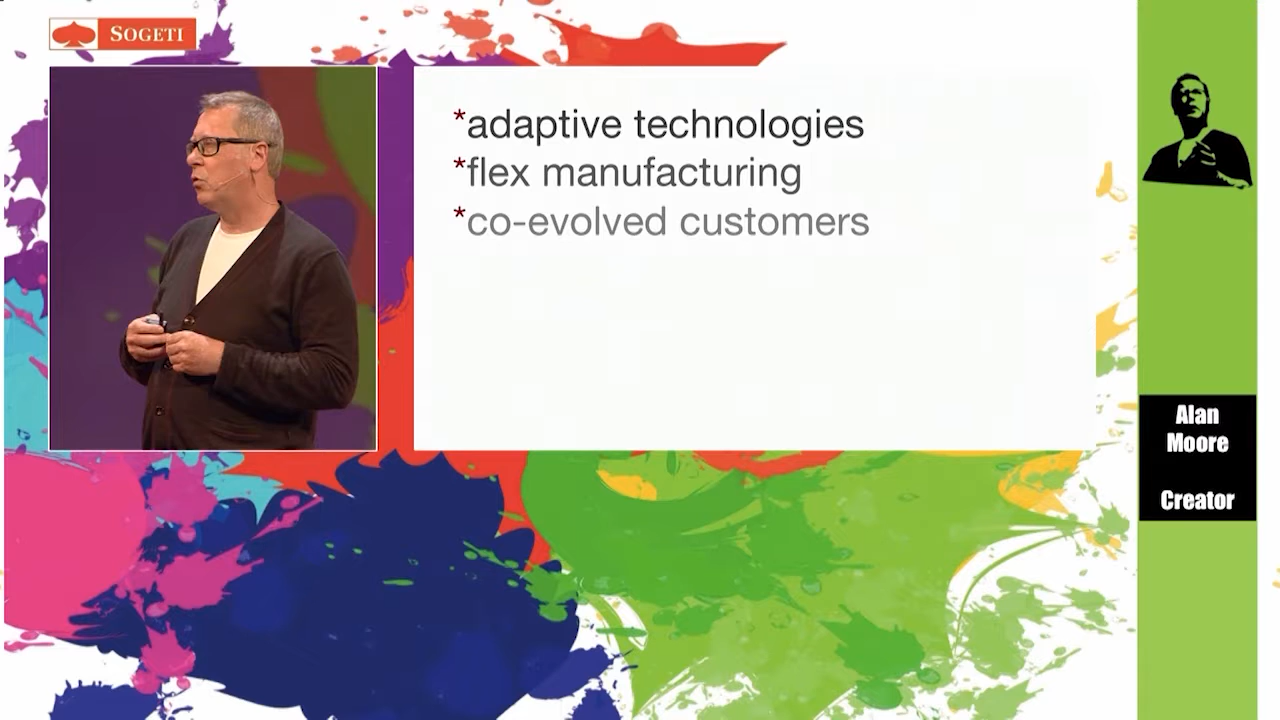 SOGETI
*adaptive technologies
*flex manufacturing
*co-evolved customers
Alan
Moore
Creator